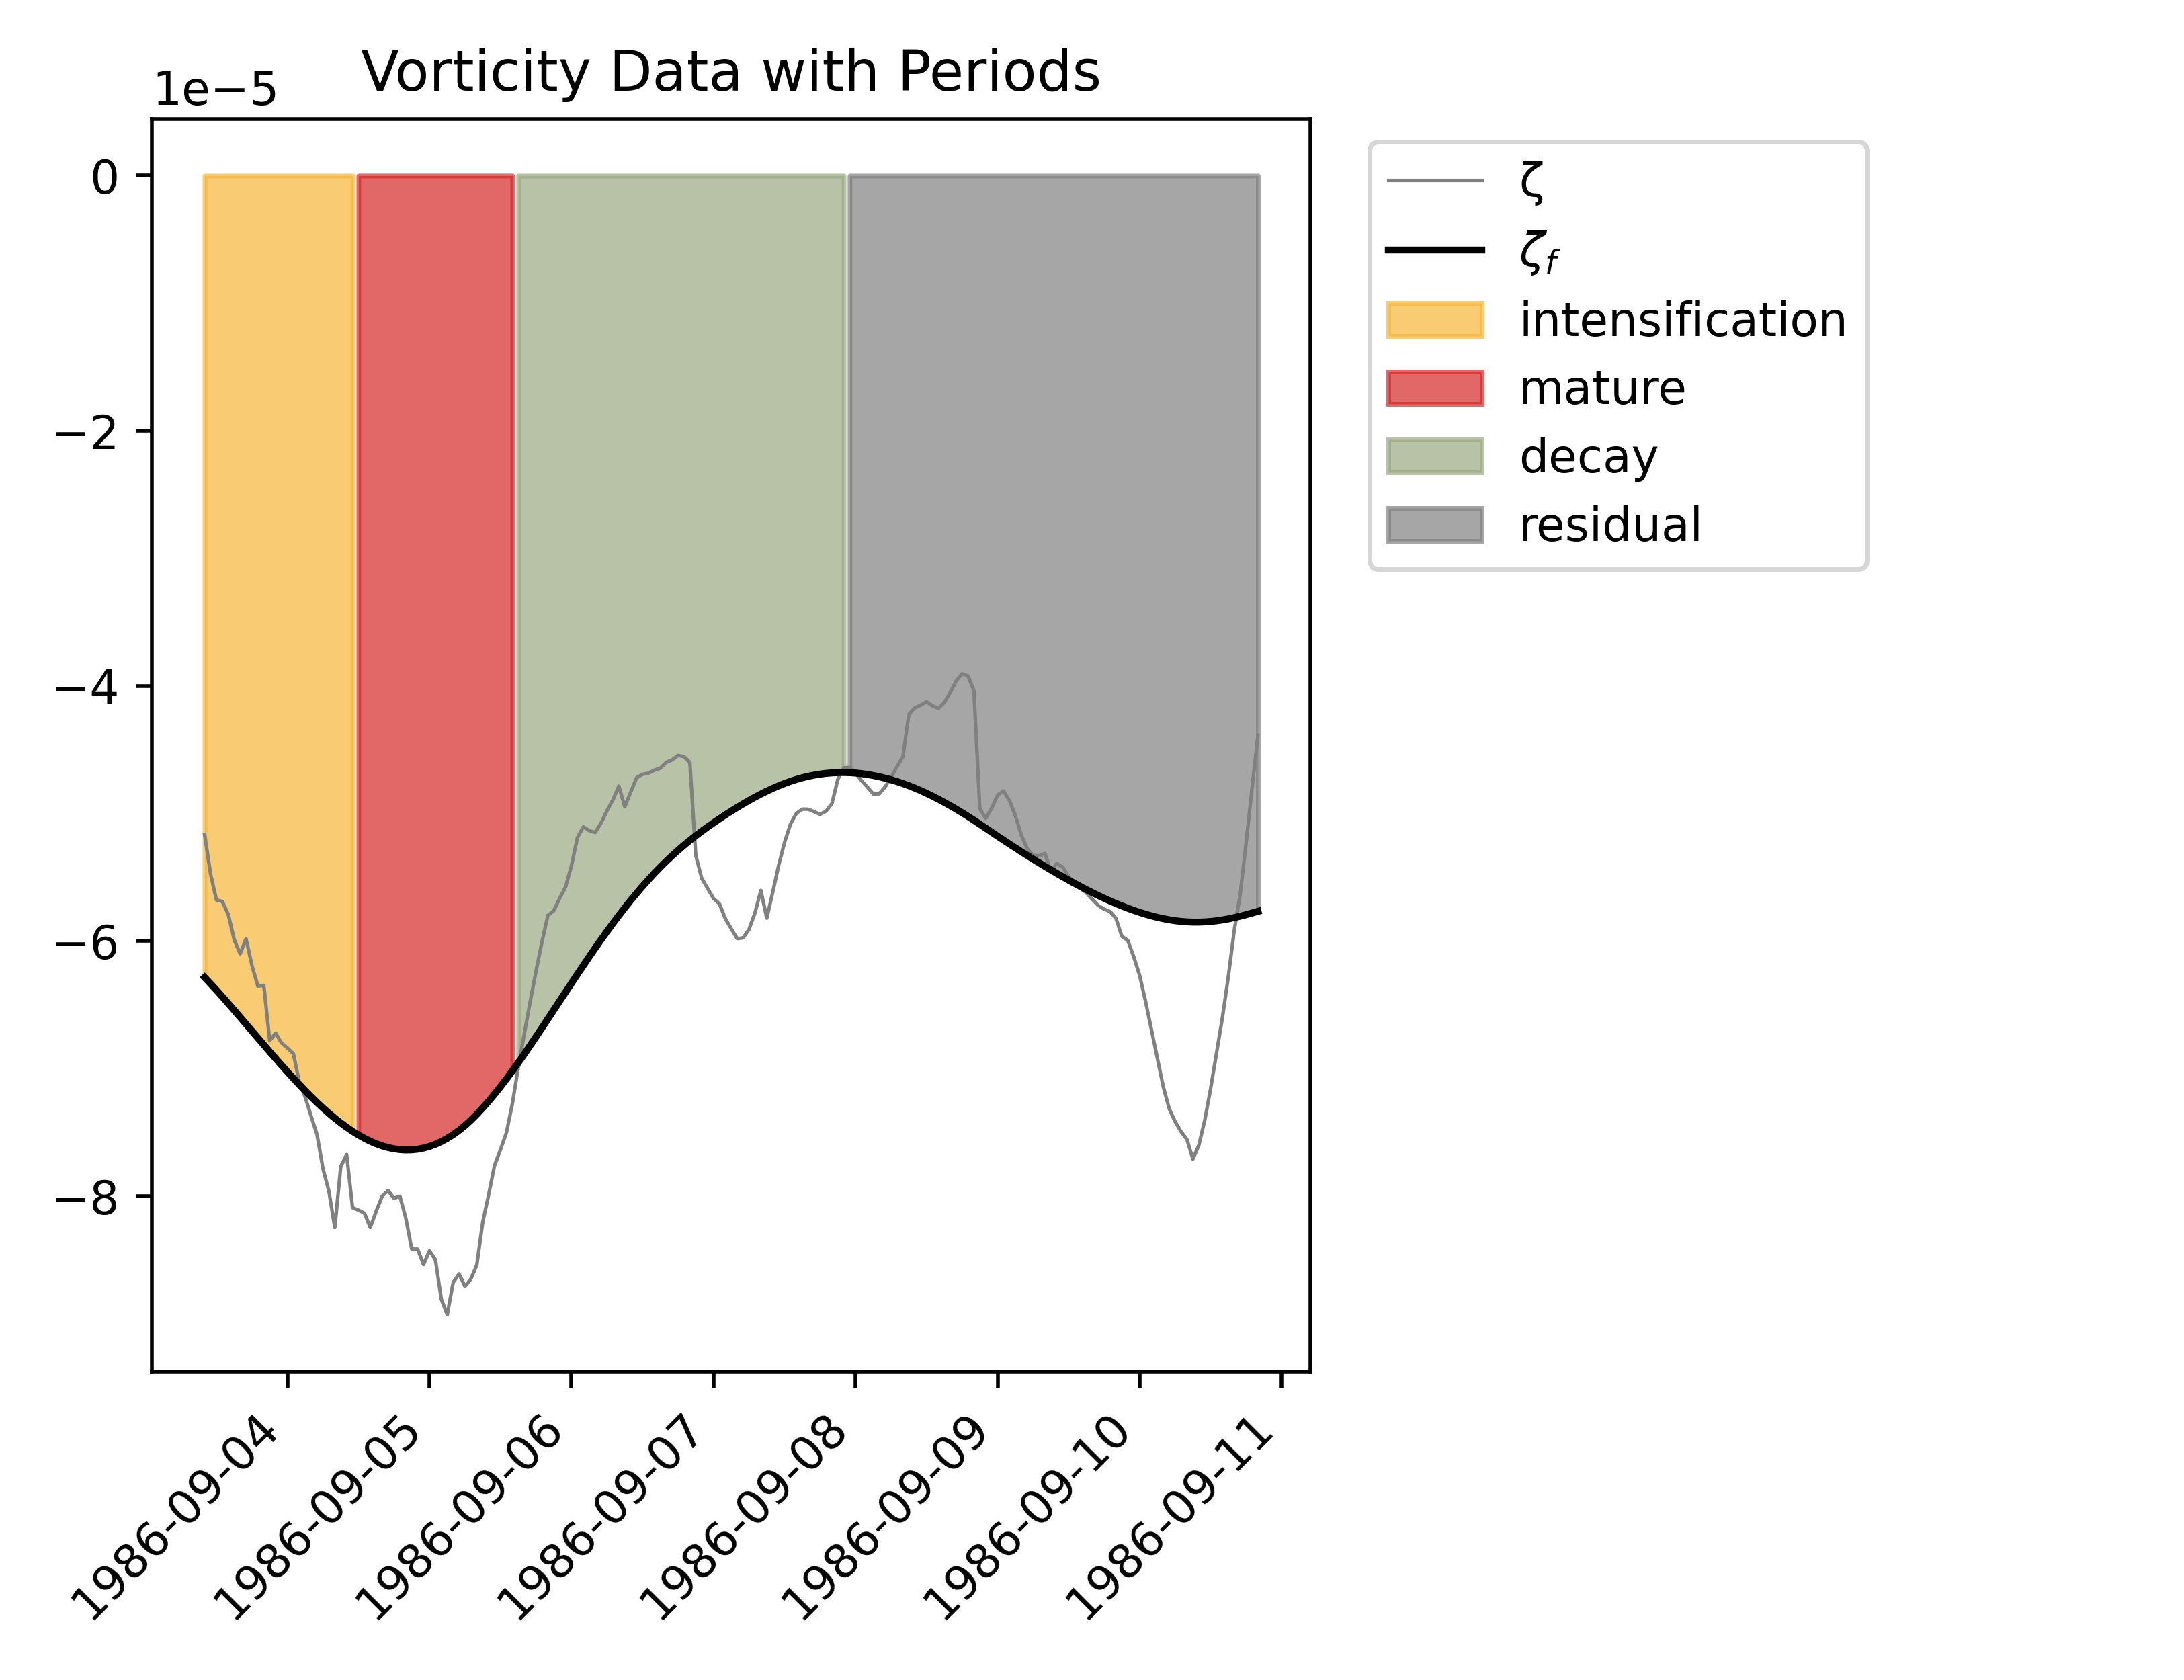 Vorticity Data with Periods
1e−5
0
−2
−4
−6
−8
1986-09-04
1986-09-05
1986-09-06
1986-09-07
1986-09-08
1986-09-09
1986-09-10
1986-09-11
ζ
ζf
intensification
mature
decay
residual